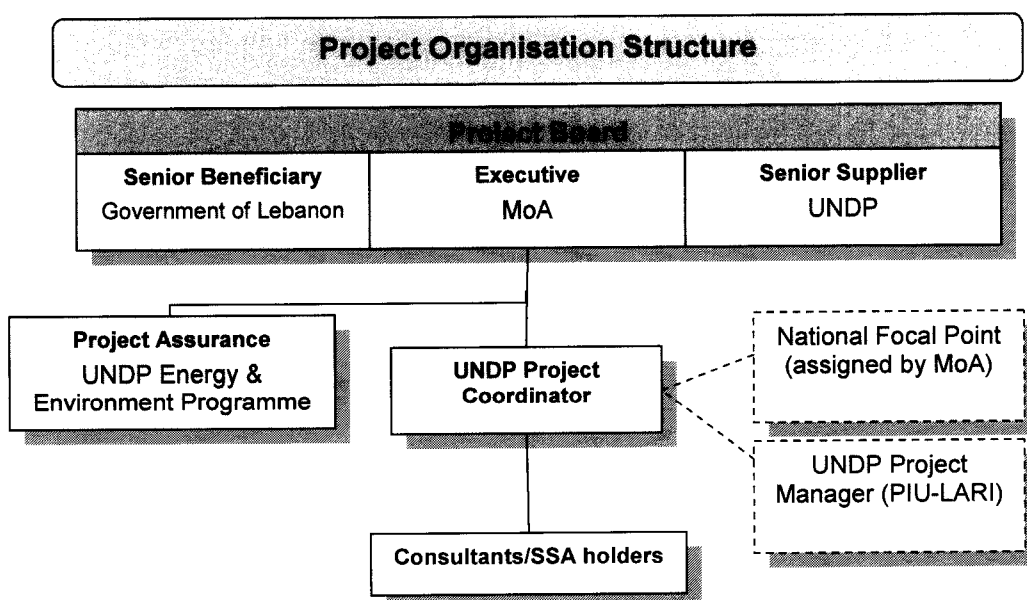 Project Organisation Structure
Project Board
Senior Beneficiary
Government of Lebanon
Executive
MoA
Senior Supplier
UNDP
Project Assurance
UNDP Energy &
Environment Programme
UNDP Project
Coordinator
National Focal Point
(assigned by MoA)
UNDP Project
Manager (PIU-LARI)
Consultants/SSA holders